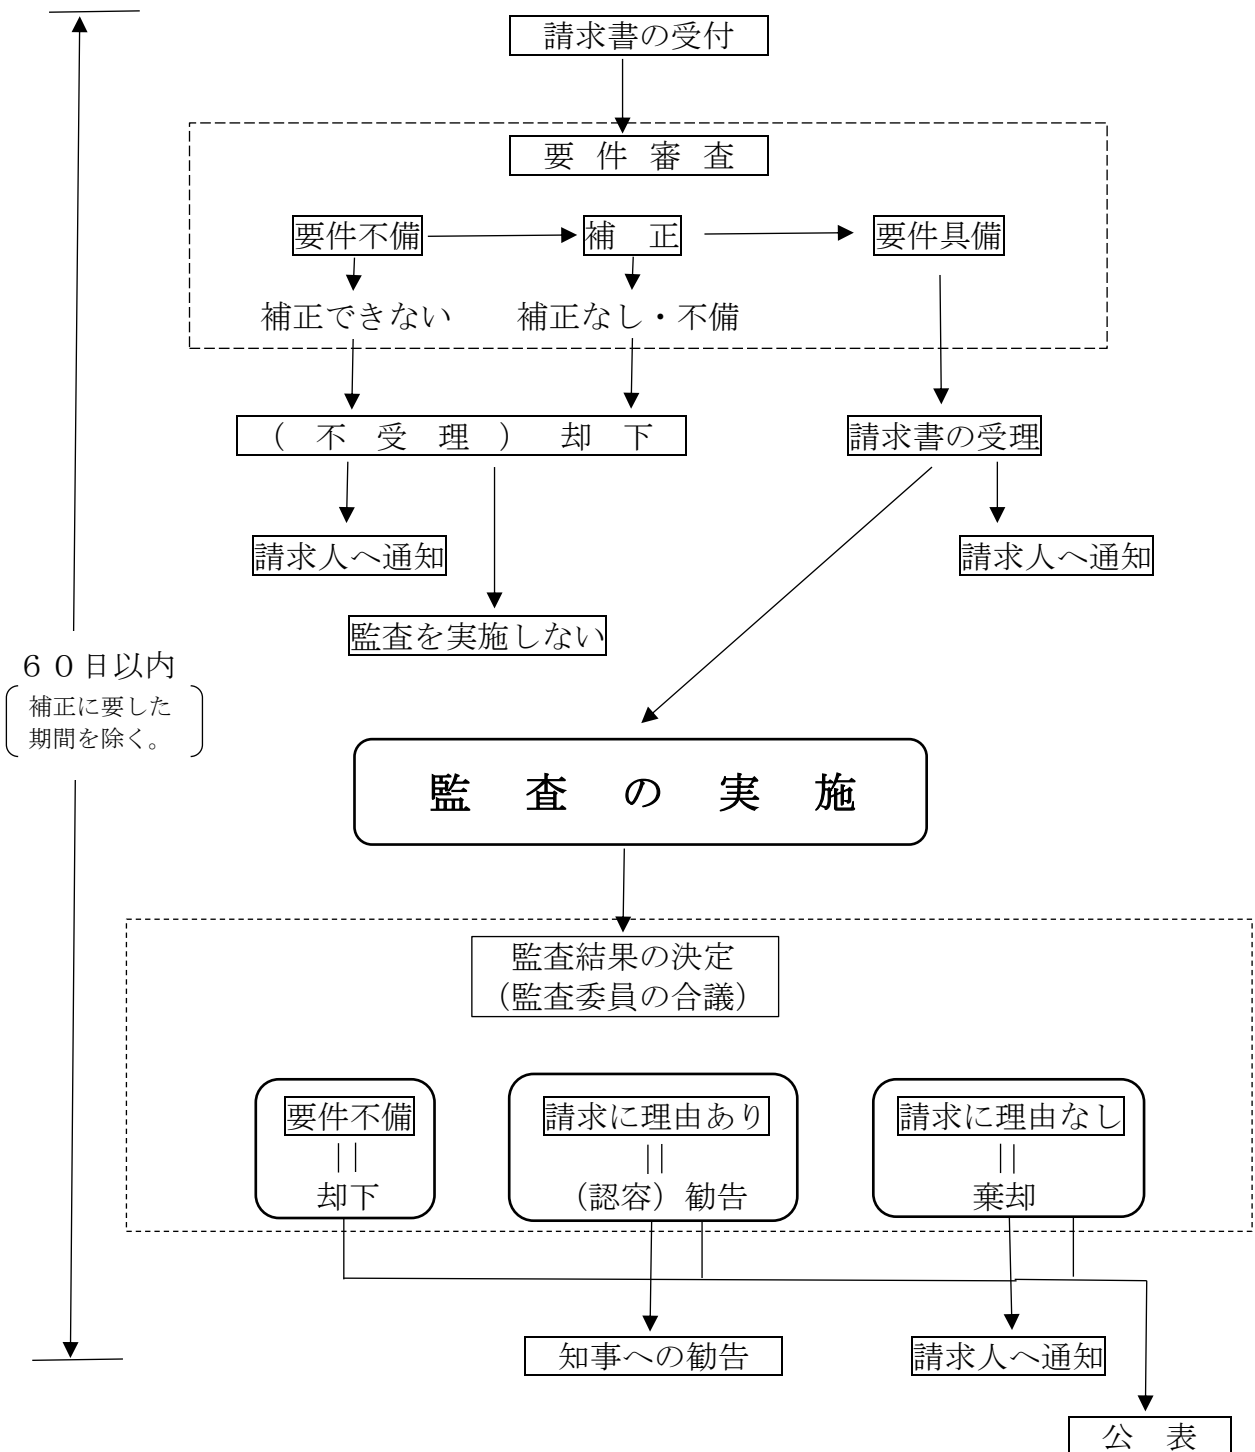 請求書の受付
要件審査
要件不備
補　正
要件具備
補正できない
補正なし・不備
（不受理）却下
請求書の受理
請求人へ通知
請求人へ通知
監査を実施しない
６０日以内
補正に要した
期間を除く。
監査の実施
監査結果の決定
（監査委員の合議）
要件不備
請求に理由あり
請求に理由なし
却下
（認容）勧告
棄却
知事への勧告
請求人へ通知
公　表